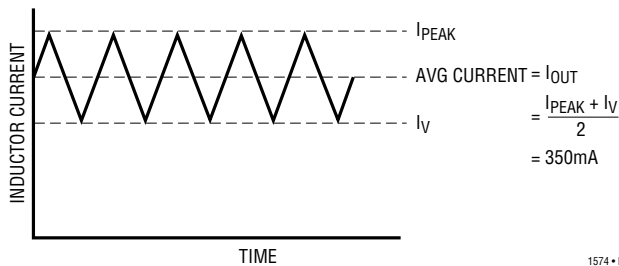 INDUCTOR CURRENT
IPEAK
AVG CURRENT = IOUT
= IPEAK + IV
2
IV
= 350mA
TIME
1574 •